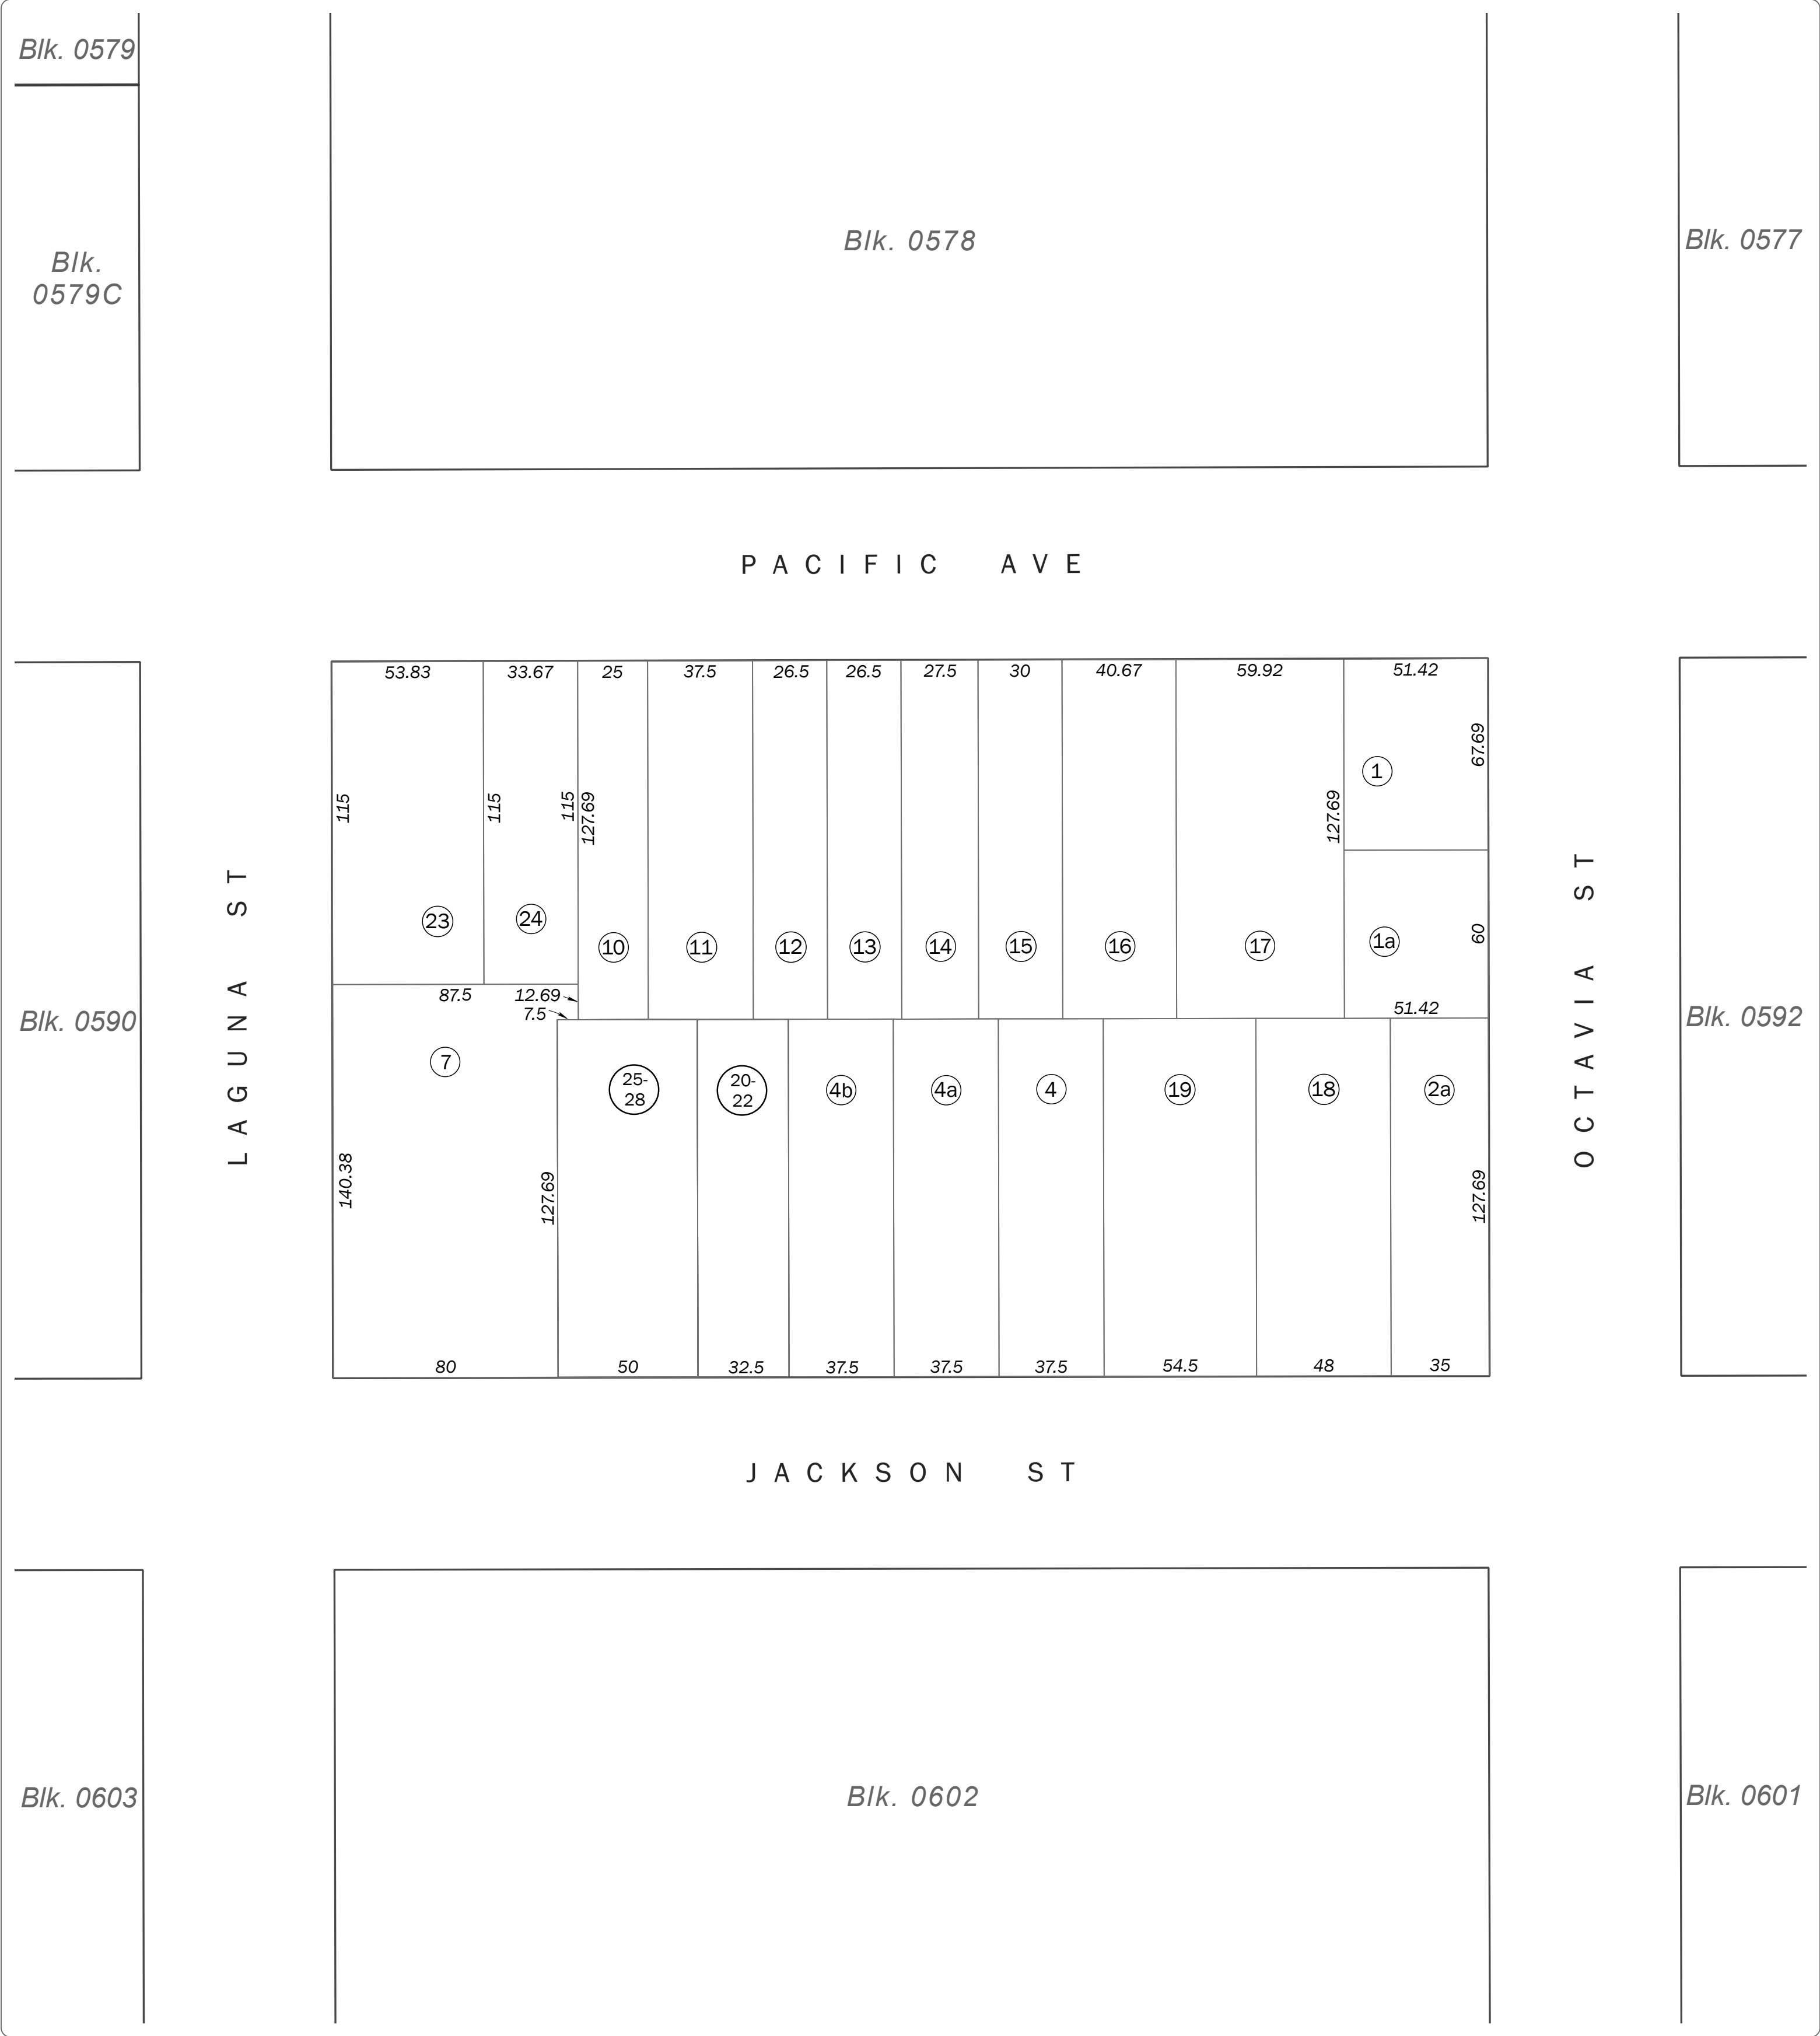 Blk. 0579
Blk.
0579C
Blk. 0578
Blk. 0577
PACIFIC AVE
53.83
33.67
25
37.5
26.5
26.5
27.5
30
40.67
59.92
51.42
67.69
115
115
115
127.69
127.69
1
23
24
10
11
12
13
14
15
16
17
1a
60
87.5
12.69
7.5
51.42
LAGUNA ST
OCTAVIA ST
Blk. 0590
Blk. 0592
7
25-
28
20-
22
4b
4a
4
19
18
2a
140.38
127.69
127.69
80
50
32.5
37.5
37.5
37.5
54.5
48
35
JACKSON ST
Blk. 0603
Blk. 0602
Blk. 0601